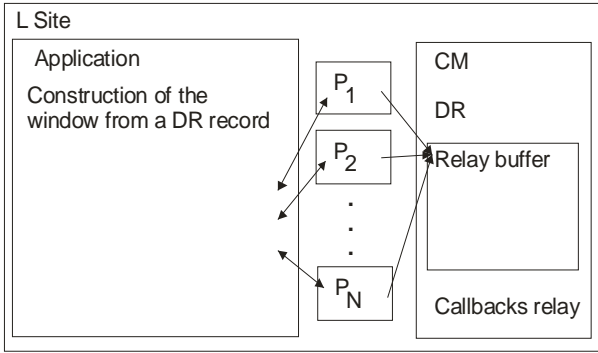 L Site
Application
Construction of the
window from a DR record
P1
P2
.
.
.
PN
CM
DR
Relay buffer
Callbacks relay